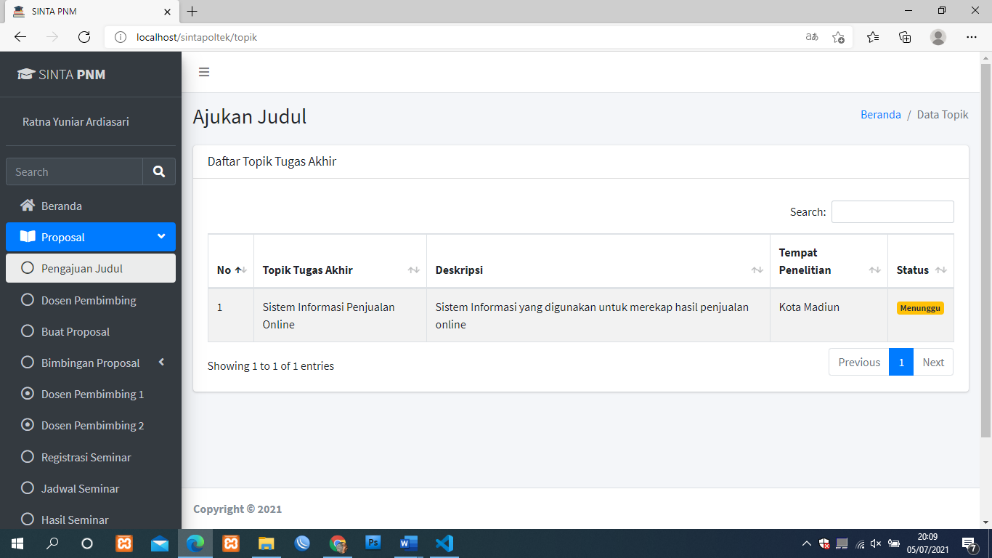 SINTA PNM
localhost/sintapoltek/topik
SINTA PNM
Ratna Yuniar Ardiasari
Search
Beranda
Proposal
Pengajuan Judul
Dosen Pembimbing
Buat Proposal
Bimbingan Proposal
Dosen Pembimbing 1
Dosen Pembimbing 2
Registrasi Seminar
Jadwal Seminar
Hasil Seminar
Ajukan Judul
Beranda / Data Topik
Daftar Topik Tugas Akhir
Search:
No Topik Tugas Akhir Deskripsi Tempat
Penelitian Status
1 Sistem Informasi Penjualan
Online
Sistem Informasi yang digunakan untuk merekap hasil penjualan
online
Kota Madiun
Menunggu
Showing 1 to 1 of 1 entries
Previous 1 Next
Copyright © 2021
20:09
05/07/2021
7